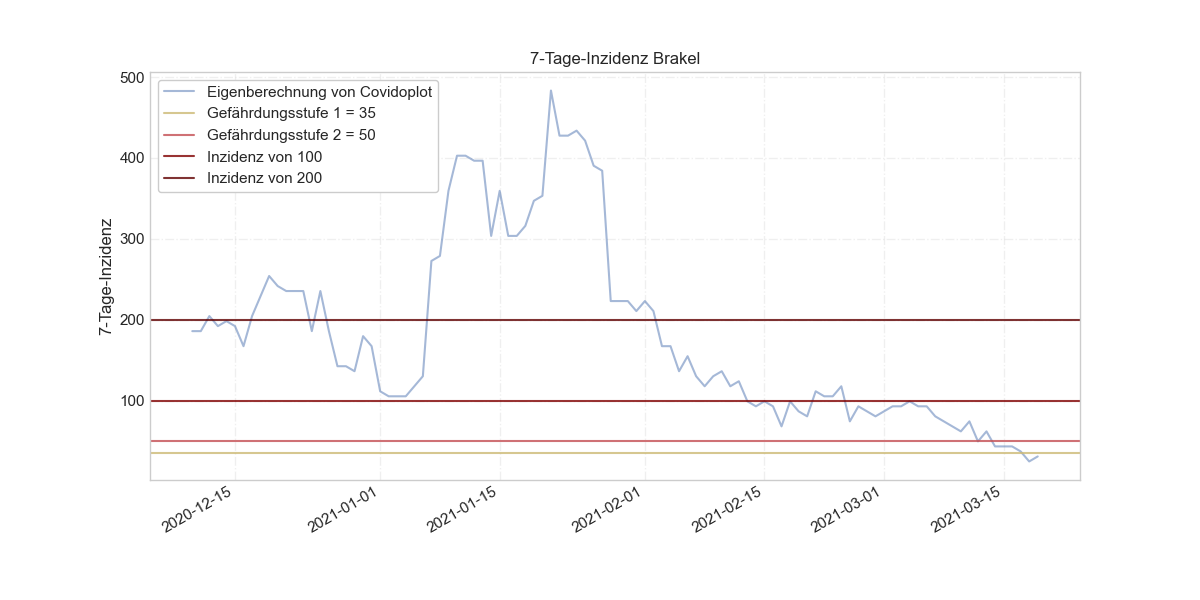 7-Tage-Inzidenz Brakel
500
400
300
200
100
7-Tage-Inzidenz
Eigenberechnung von Covidoplot
Gefährdungsstufe 1 = 35
Gefährdungsstufe 2 = 50
Inzidenz von 100
Inzidenz von 200
2020-12-15
2021-01-01
2021-01-15
2021-02-01
2021-02-15
2021-03-01
2021-03-15